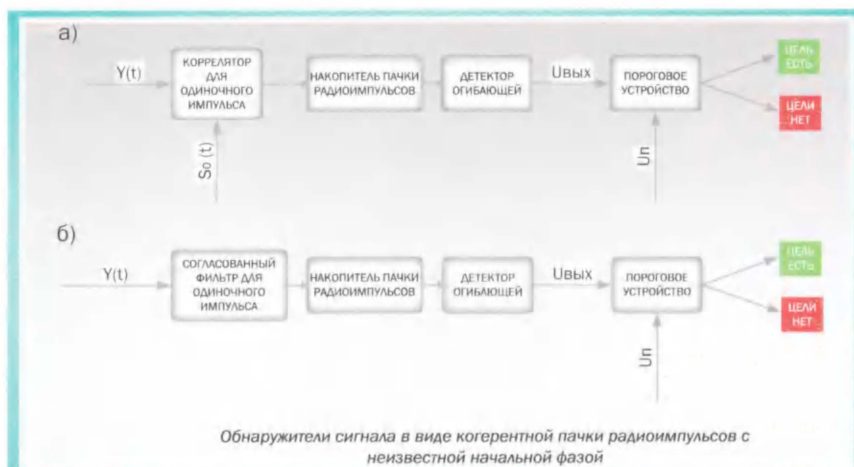 а)
Y(t)
КОРРЕЛЯТОР
ДЛЯ
ОДИНОЧНОГО
ИМПУЛЬСА
S₀ (t)
НАКОПИТЕЛЬ ПАЧКИ
РАДИОИМПУЛЬСОВ
ДЕТЕКТОР
ОГИБАЮЩЕЙ
Uвых
ПОРОГОВОЕ
УСТРОЙСТВО
Uп
ЦЕЛЬ
ЕСТЬ
ЦЕЛИ
НЕТ
б)
Y(t)
СОГЛАСОВАННЫЙ
ФИЛЬТР ДЛЯ
ОДИНОЧНОГО
ИМПУЛЬСА
НАКОПИТЕЛЬ ПАЧКИ
РАДИОИМПУЛЬСОВ
ДЕТЕКТОР
ОГИБАЮЩЕЙ
Uвых
ПОРОГОВОЕ
УСТРОЙСТВО
Uп
ЦЕЛЬ
ЕСТЬ
ЦЕЛИ
НЕТ
Обнаружители сигнала в виде когерентной пачки радиоимпульсов с
неизвестной начальной фазой